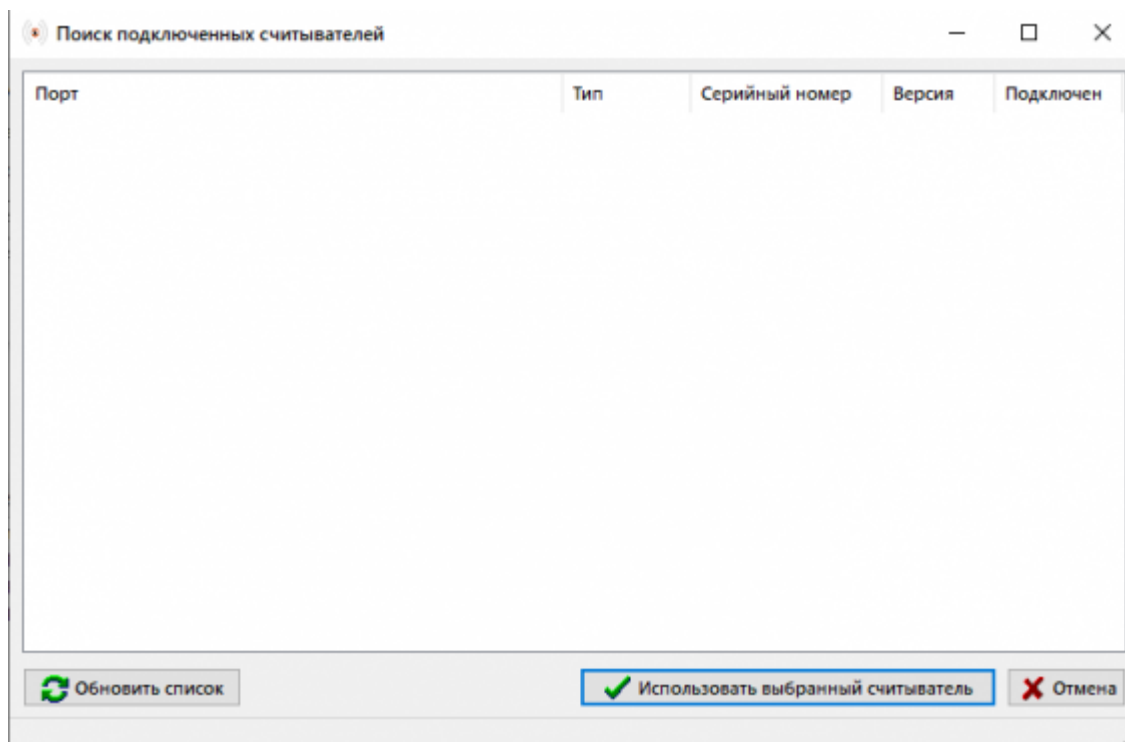 Поиск подключенных считывателей
Порт Тип Серийный номер Версия Подключен
Обновить список Использовать выбранный считыватель Отмена